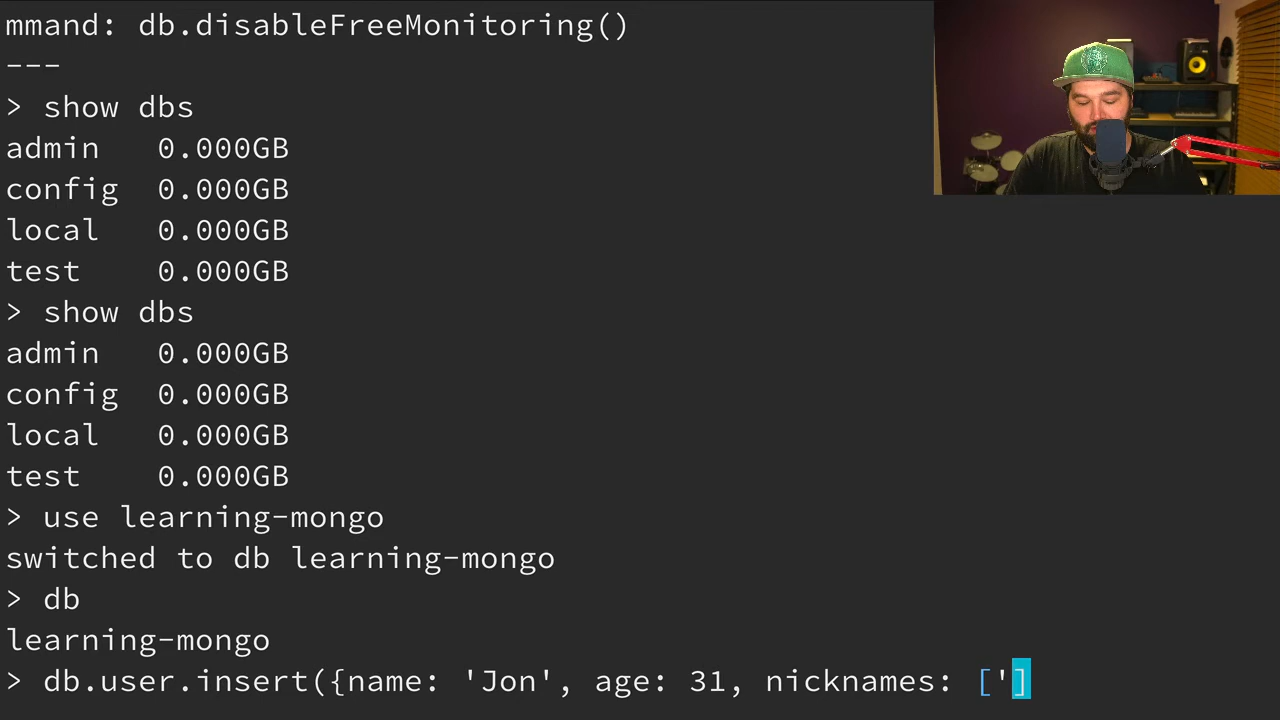 mmand: db.disableFreeMonitoring()
---
> show dbs
admin   0.000GB
config  0.000GB
local   0.000GB
test    0.000GB
> show dbs
admin   0.000GB
config  0.000GB
local   0.000GB
test    0.000GB
> use learning-mongo
switched to db learning-mongo
> db
learning-mongo
> db.user.insert({name: 'Jon', age: 31, nicknames: [']